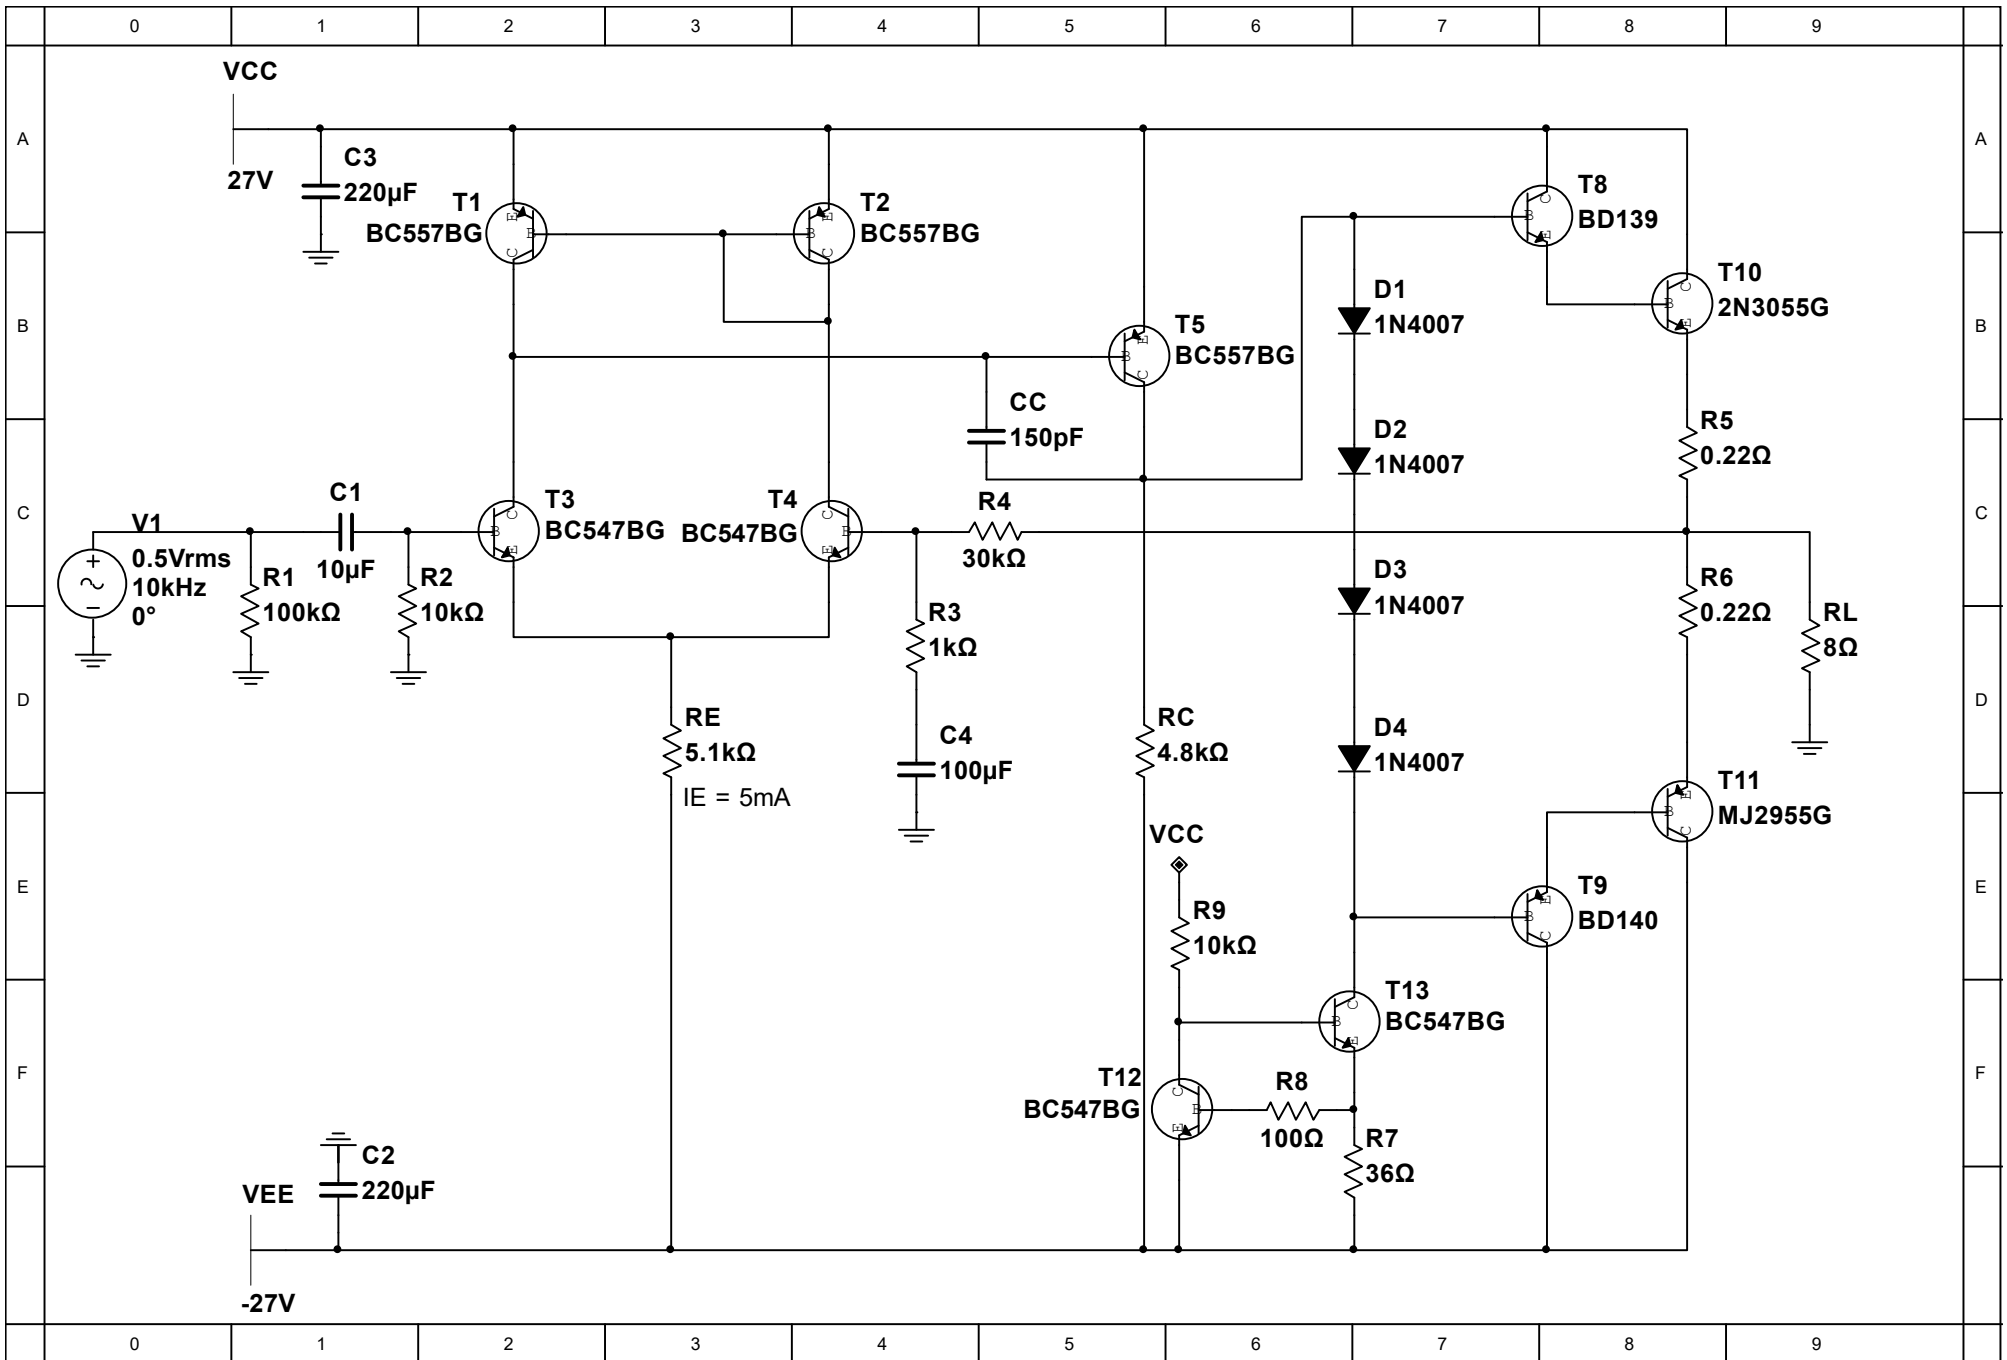 0 1 2 3 4 5 6 7 8 9
A A
B B
C C
D D
E E
F F
VCC
27V
C3
220µF
T1
BC557BG
E
B
C
T2
BC557BG
E
B
C
T8
BD139
C
B
E
T10
2N3055G
C
B
E
D1
1N4007
T5
BC557BG
E
B
C
CC
150pF
D2
1N4007
R5
0.22Ω
V1
0.5Vrms
10kHz
0°
C1
10µF
R1
100kΩ
R2
10kΩ
T3
BC547BG
C
B
E
T4
BC547BG
C
B
E
R4
30kΩ
R3
1kΩ
D3
1N4007
R6
0.22Ω
RL
8Ω
RE
5.1kΩ
IE = 5mA
C4
100µF
RC
4.8kΩ
D4
1N4007
T11
MJ2955G
E
B
C
VCC
R9
10kΩ
T9
BD140
E
B
C
T13
BC547BG
C
B
E
T12
BC547BG
C
B
E
R8
100Ω
R7
36Ω
C2
220µF
VEE
-27V
0 1 2 3 4 5 6 7 8 9